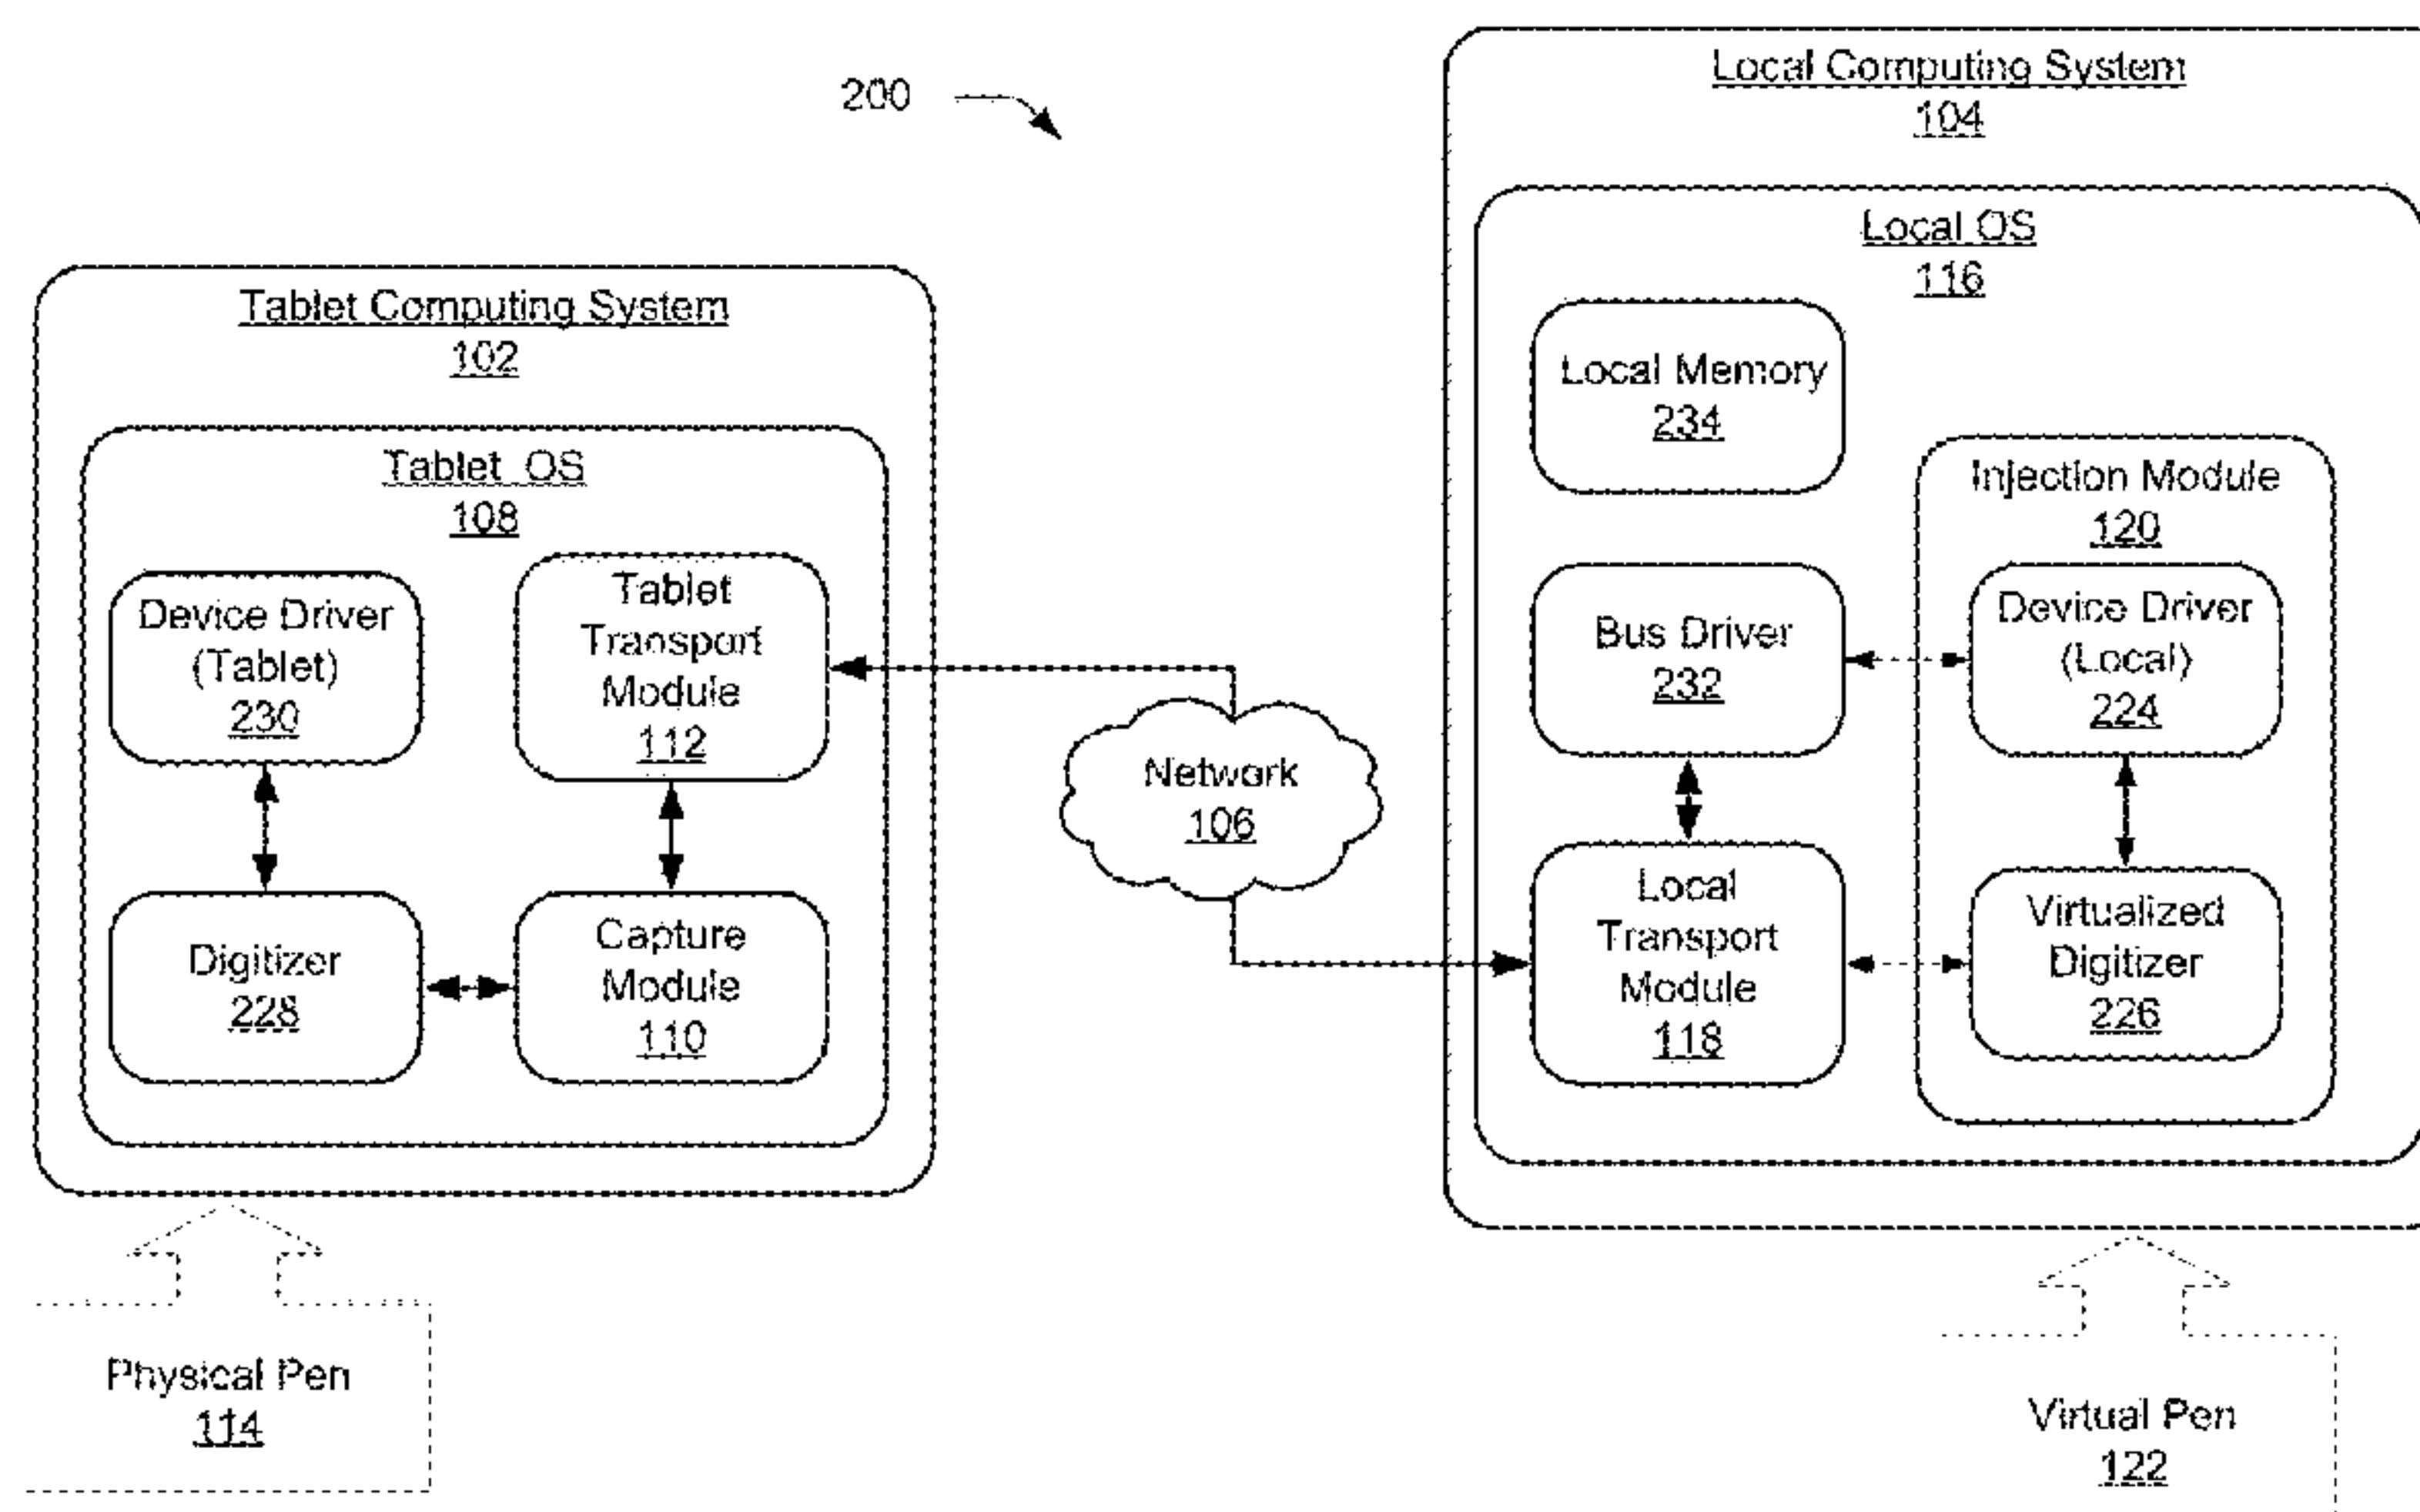 200
Local Computing System
104
Local OS
116
Tablet Computing System
102
Local Memory
234
Tablet OS
108
Injection Module
120
Device Driver
(Tablet)
230
Tablet
Transport
Module
112
Bus Driver
232
Device Driver
(Local)
224
Network
106
Digitizer
228
Capture
Module
110
Local
Transport
Module
118
Virtualized
Digitizer
226
Physical Pen
114
Virtual Pen
122